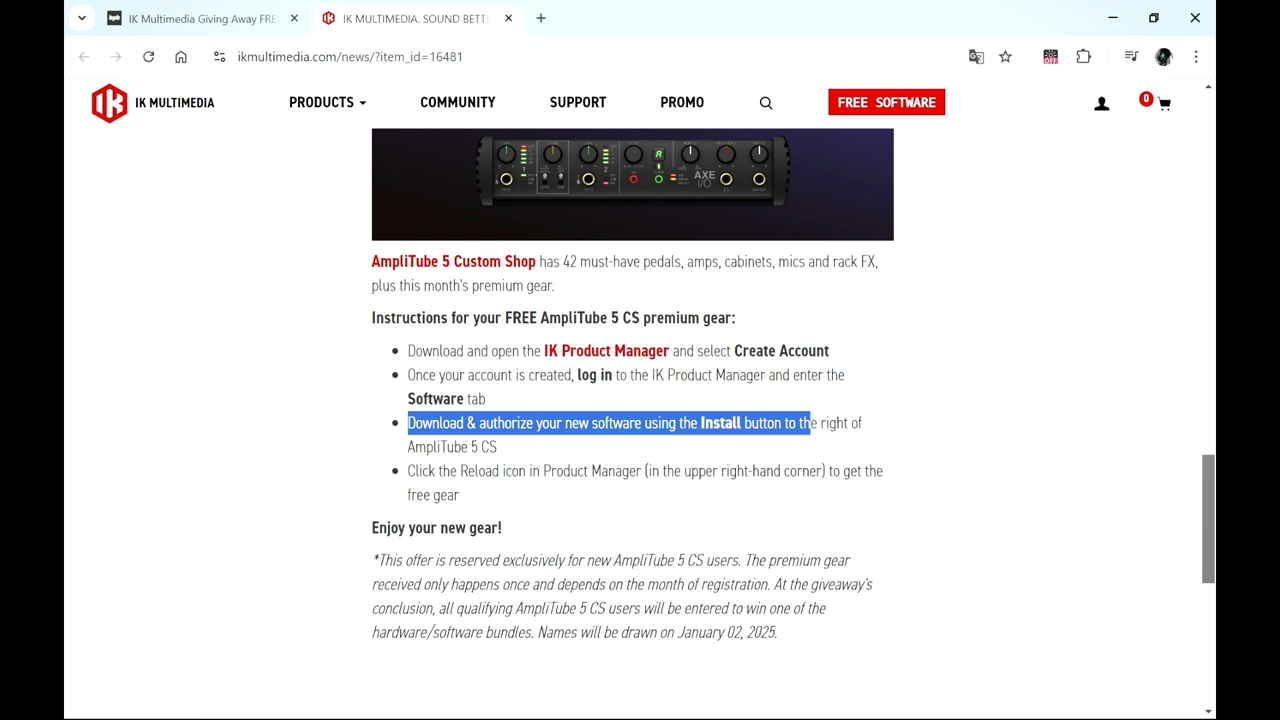 IK Multimedia Giving Away FRE
IK MULTIMEDIA. SOUND BETTE
ikmultimedia.com/news/?item_id=16481
OFF
IK MULTIMEDIA
PRODUCTS
COMMUNITY
SUPPORT
PROMO
FREE SOFTWARE
0
AXE
I/O
AmpliTube 5 Custom Shop has 42 must-have pedals, amps, cabinets, mics and rack FX,
plus this month's premium gear.
Instructions for your FREE AmpliTube 5 CS premium gear:
Download and open the IK Product Manager and select Create Account
Once your account is created, log in to the IK Product Manager and enter the
Software tab
Download & authorize your new software using the Install button to the right of
AmpliTube 5 CS
Click the Reload icon in Product Manager (in the upper right-hand corner) to get the
free gear
Enjoy your new gear!
*This offer is reserved exclusively for new AmpliTube 5 CS users. The premium gear
received only happens once and depends on the month of registration. At the giveaway's
conclusion, all qualifying AmpliTube 5 CS users will be entered to win one of the
hardware/software bundles. Names will be drawn on January 02, 2025.